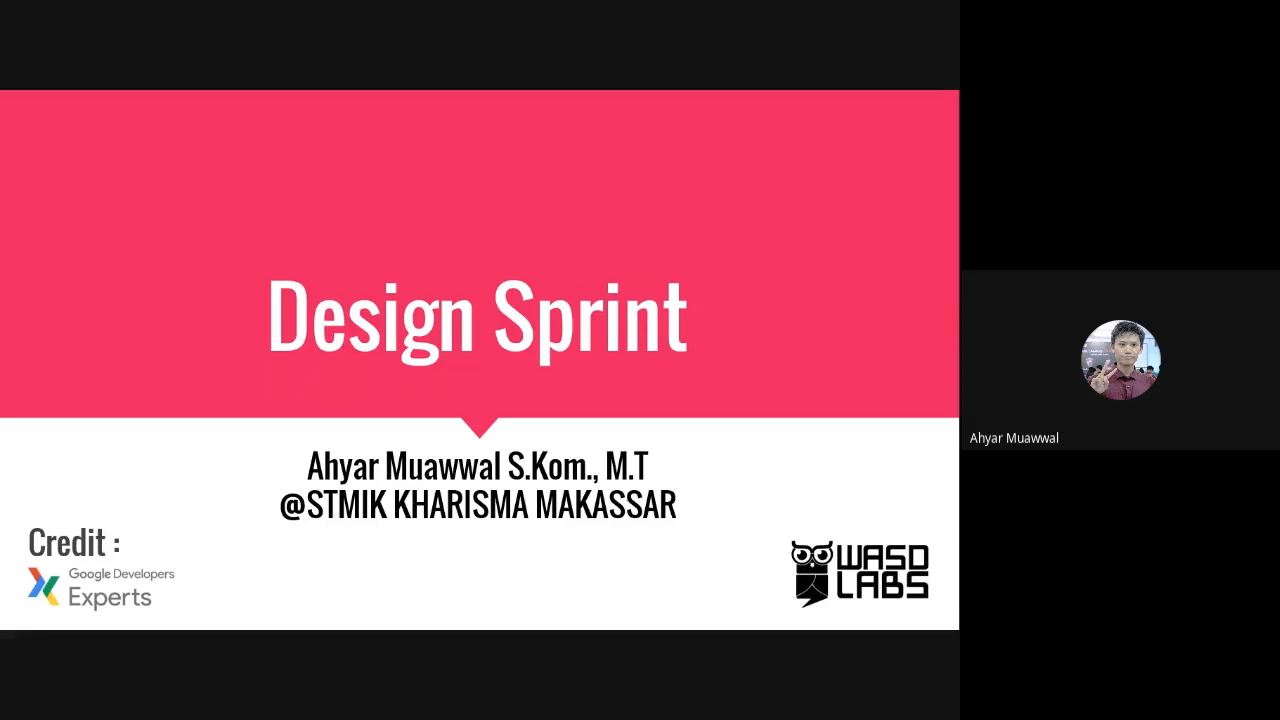 Design Sprint
Ahyar Muawwal S.Kom., M.T
@STMIK KHARISMA MAKASSAR
Credit :
Google Developers
Experts
WASD
LABS
Ahyar Muawwal